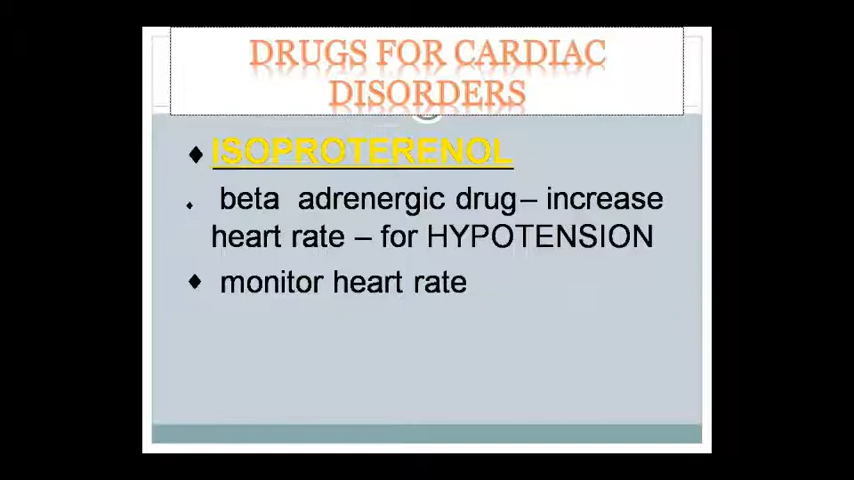 DRUGS FOR CARDIAC
DISORDERS
♦ ISOPROTERENOL
♦ beta adrenergic drug – increase
heart rate – for HYPOTENSION
♦ monitor heart rate